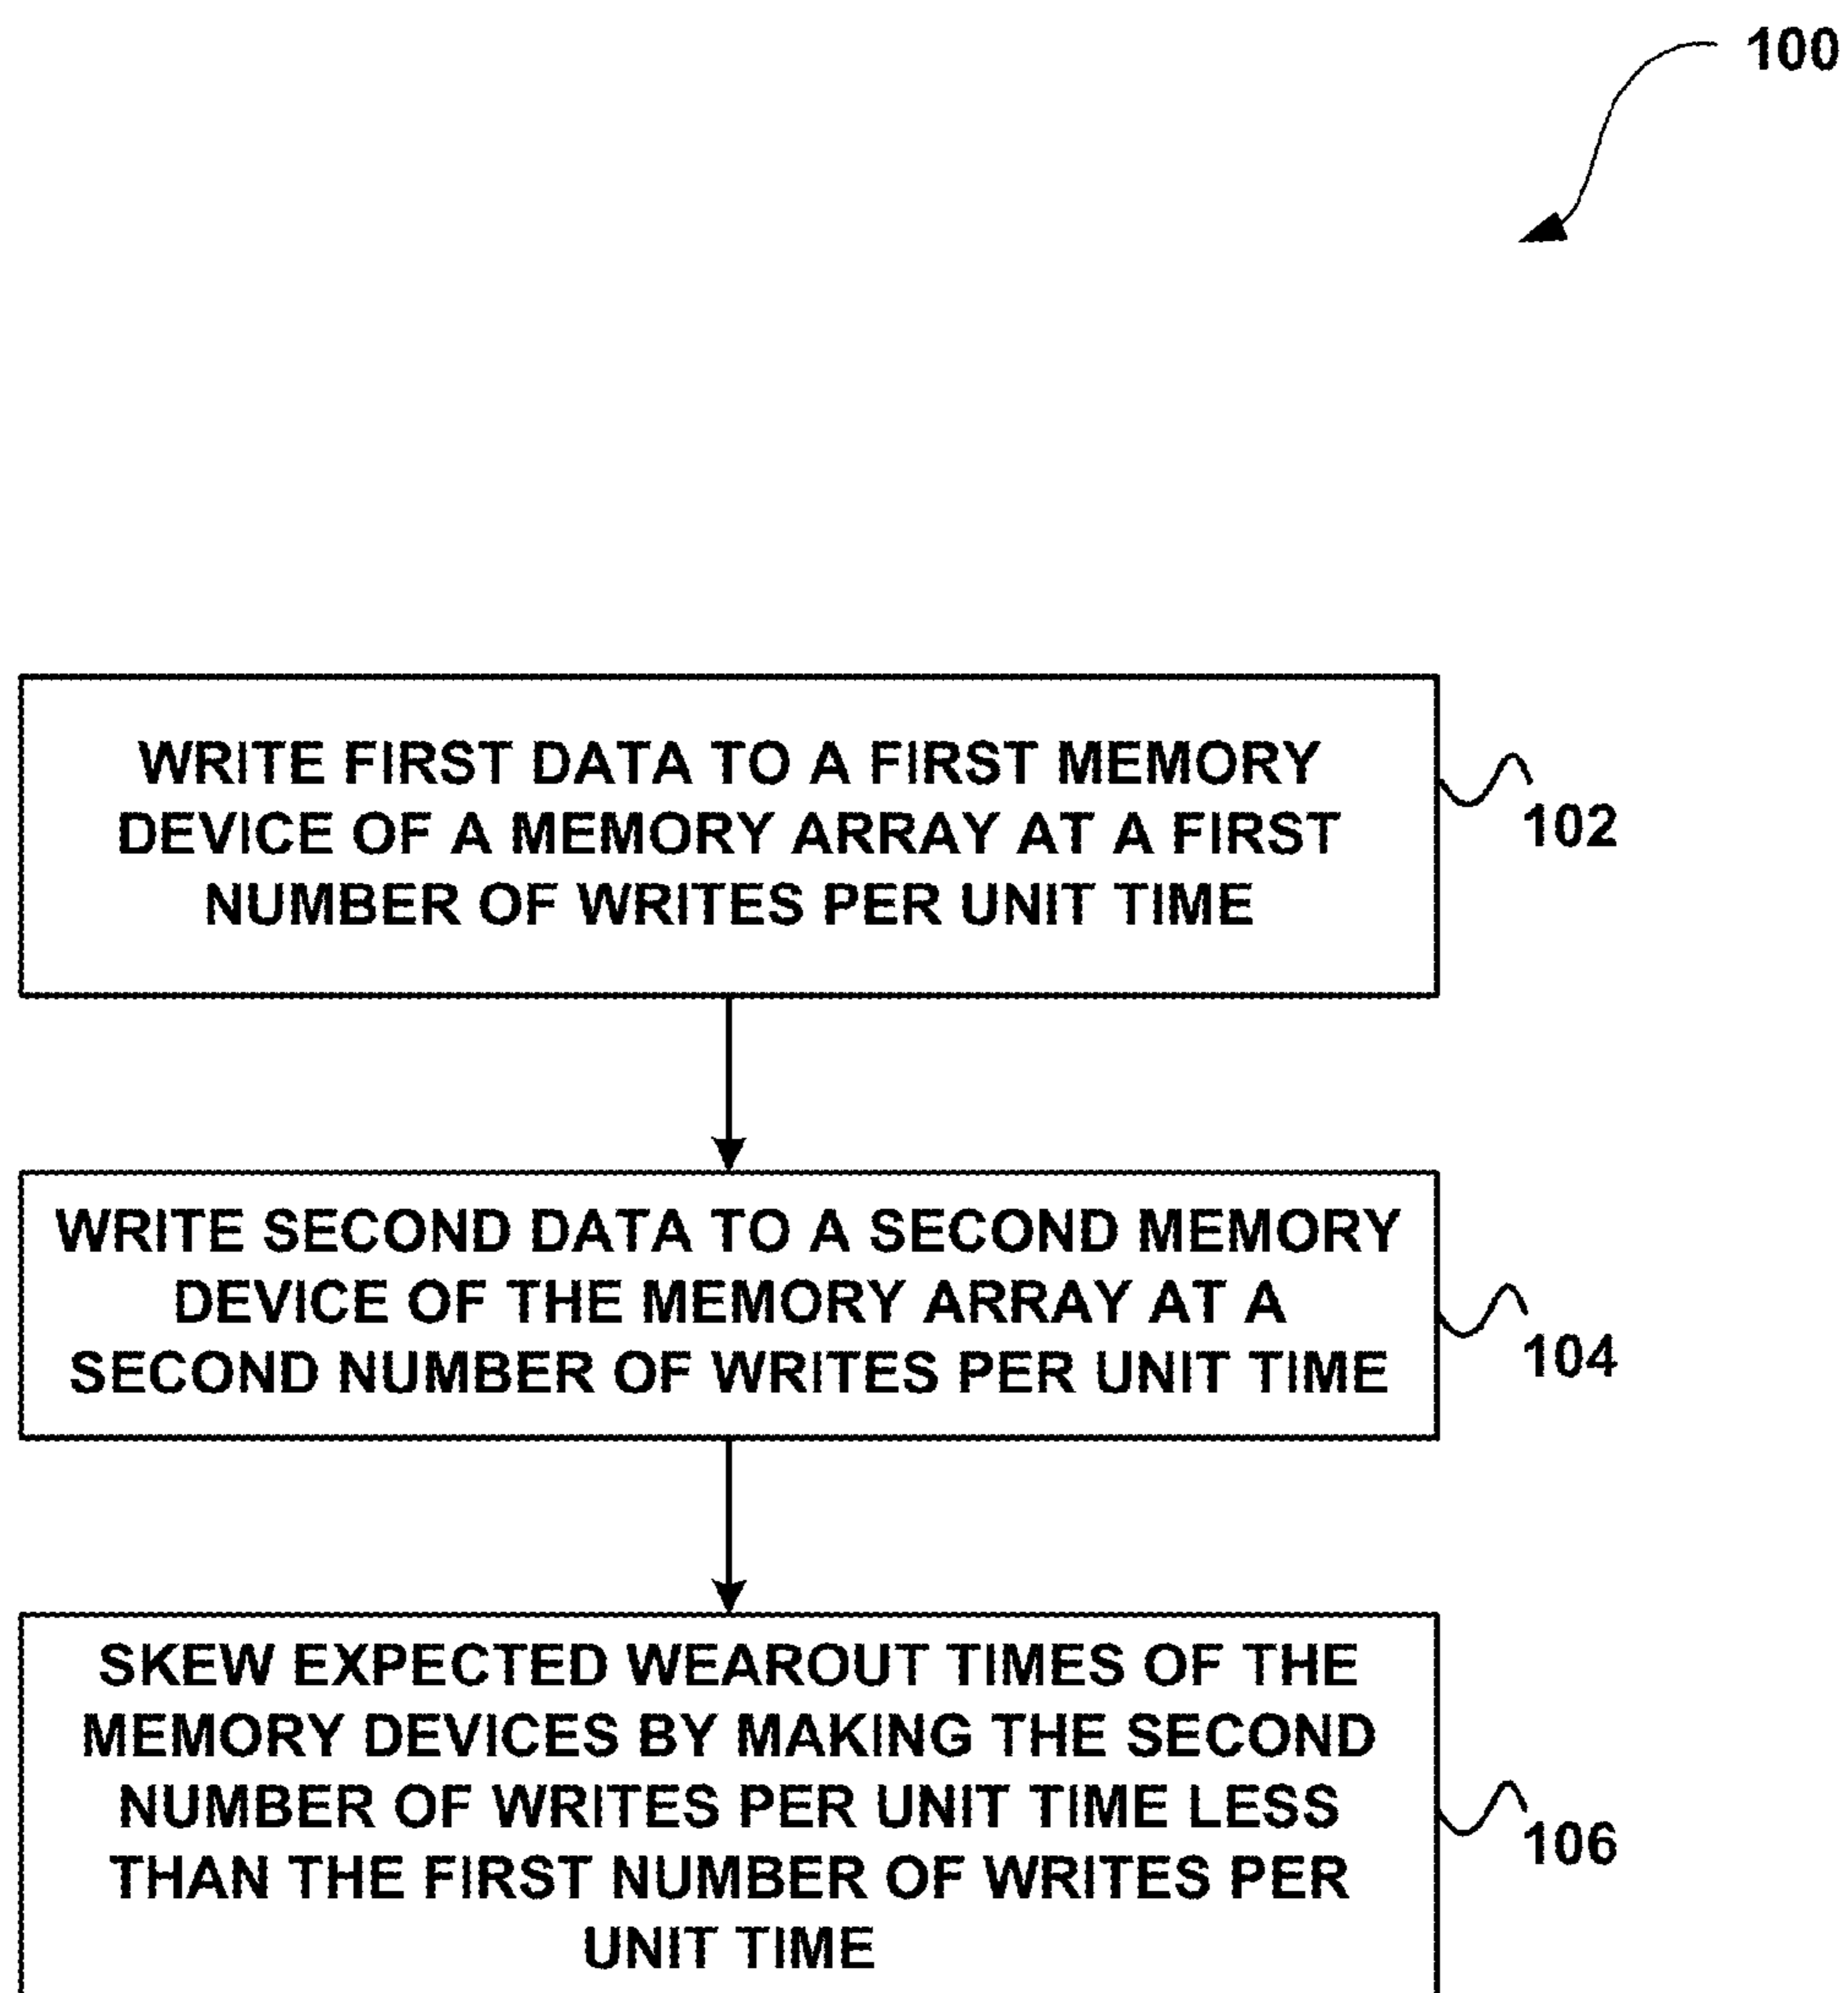 100
WRITE FIRST DATA TO A FIRST MEMORY
DEVICE OF A MEMORY ARRAY AT A FIRST
NUMBER OF WRITES PER UNIT TIME
102
WRITE SECOND DATA TO A SECOND MEMORY
DEVICE OF THE MEMORY ARRAY AT A
SECOND NUMBER OF WRITES PER UNIT TIME
104
SKEW EXPECTED WEAROUT TIMES OF THE
MEMORY DEVICES BY MAKING THE SECOND
NUMBER OF WRITES PER UNIT TIME LESS
THAN THE FIRST NUMBER OF WRITES PER
UNIT TIME
106